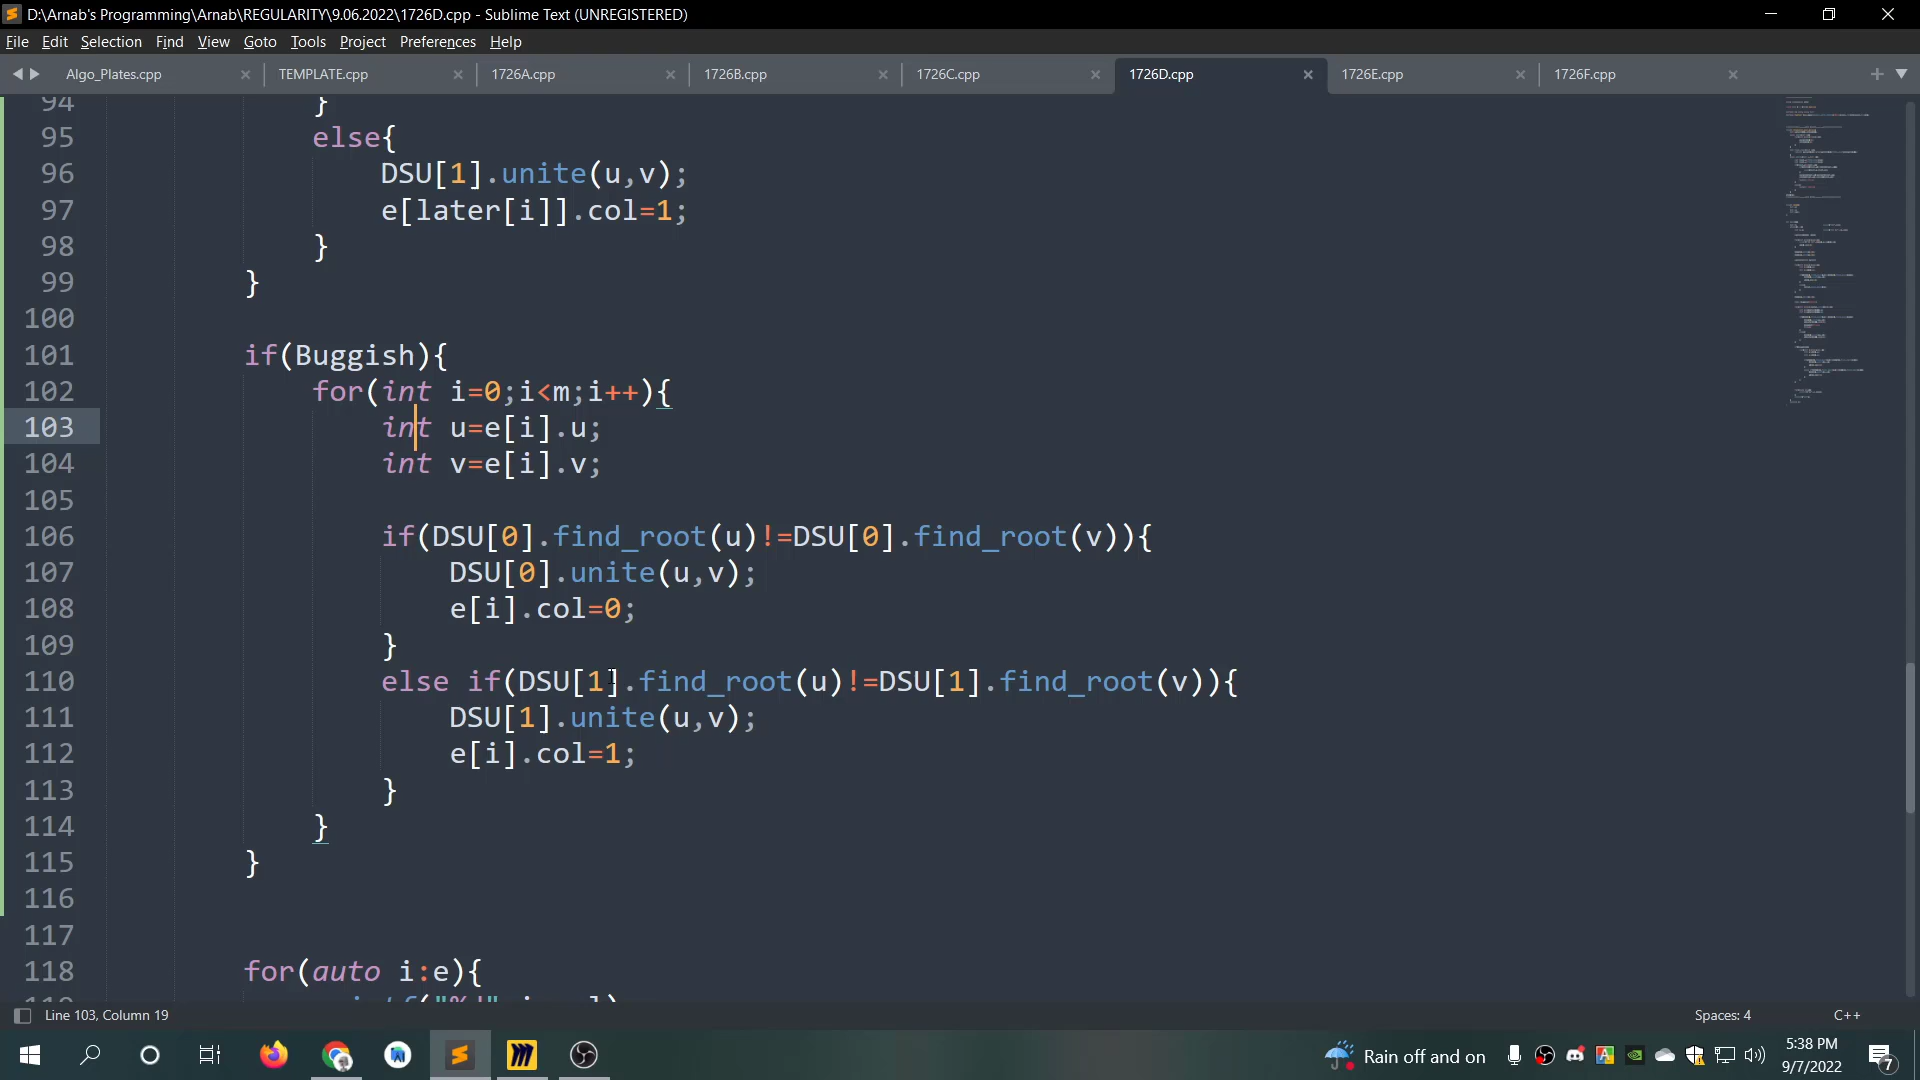 D:\Arnab's Programming\Arnab\REGULARITY\9.06.2022\1726D.cpp - Sublime Text (UNREGISTERED)
File Edit Selection Find View Goto Tools Project Preferences Help
Algo_Plates.cpp TEMPLATE.cpp 1726A.cpp 1726B.cpp 1726C.cpp 1726D.cpp 1726E.cpp 1726F.cpp
94 }
95 else{
96 DSU[1].unite(u,v);
97 e[later[i]].col=1;
98 }
99 }
100
101 if(Buggish){
102 for(int i=0;i<m;i++){
103 int u=e[i].u;
104 int v=e[i].v;
105
106 if(DSU[0].find_root(u)!=DSU[0].find_root(v)){
107 DSU[0].unite(u,v);
108 e[i].col=0;
109 }
110 else if(DSU[1].find_root(u)!=DSU[1].find_root(v)){
111 DSU[1].unite(u,v);
112 e[i].col=1;
113 }
114 }
115 }
116
117
118 for(auto i:e){
Line 103, Column 19 Spaces: 4 C++
Rain off and on 5:38 PM
9/7/2022 7